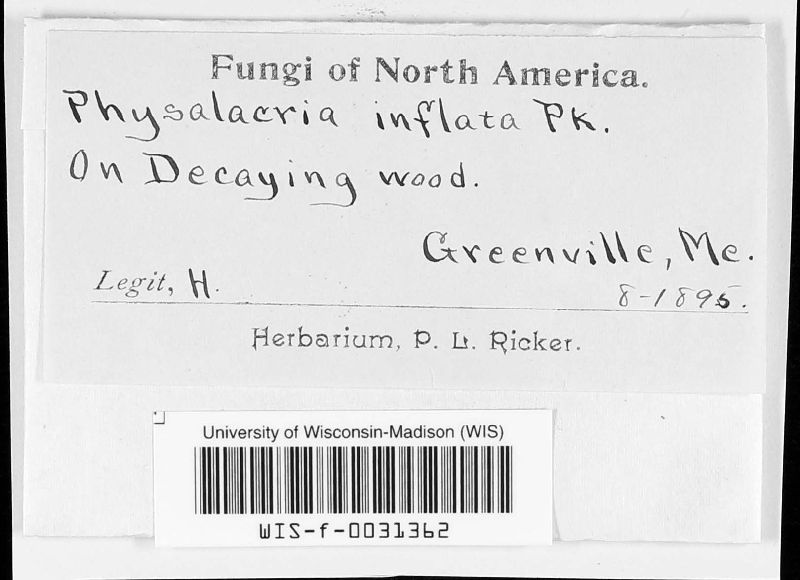 Fungi of North America.
Physalacria inflata Pk.
On Decaying wood.
Greenville, Me.
Legit, H. 8-1895.
Herbarium, P. L. Ricker.
University of Wisconsin-Madison (WIS)
WIS-f-0031362